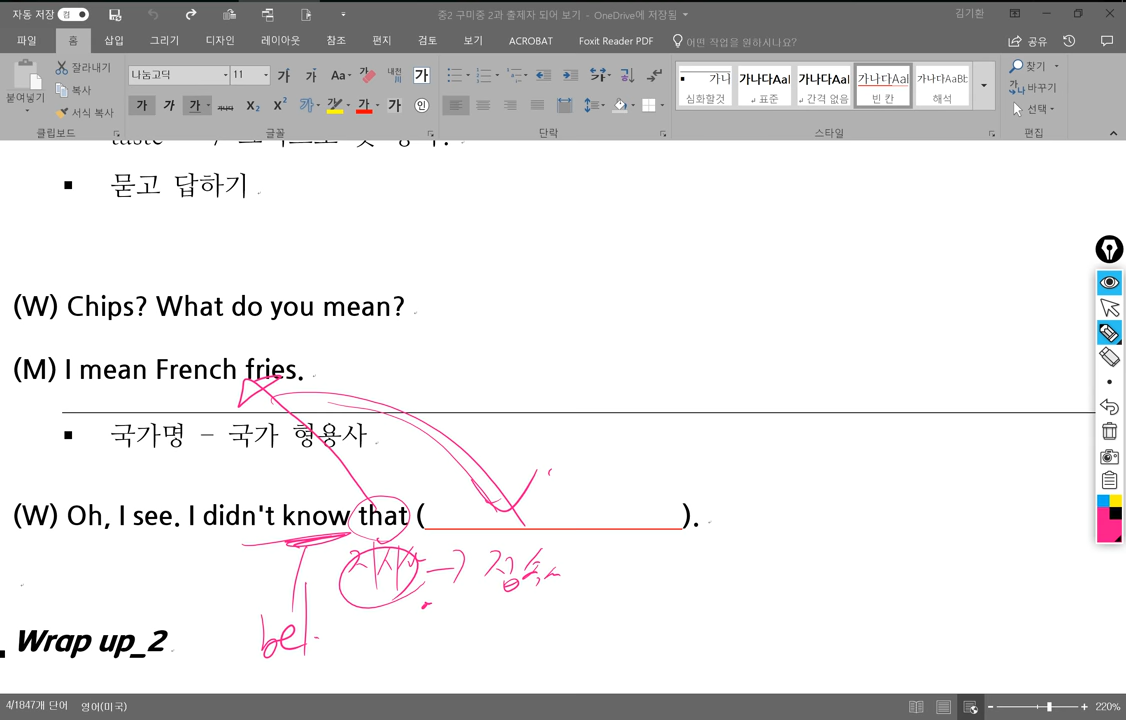 자동 저장 컴 중2 구미중 2과 출제자 되어 보기 - OneDrive에 저장됨 김기환
파일 홈 삽입 그리기 디자인 레이아웃 참조 편지 검토 보기 ACROBAT Foxit Reader PDF 어떤 작업을 원하시나요? 공유
붙여넣기 잘라내기 복사 서식 복사
나눔고딕 11
가나 심화할것 가나다AaI 표준 가나다AaI 간격 없음 가나다AaI 빈 칸 가나다AaBb 해석
찾기 바꾸기 선택
클립보드 글꼴 단락 스타일 편집
▪ 묻고 답하기
(W) Chips? What do you mean?
(M) I mean French fries.
▪ 국가명 – 국가 형용사
(W) Oh, I see. I didn't know that (                    ).
지시사 → 접속사
bel.
Wrap up_2
4/1847개 단어 영어(미국) 220%